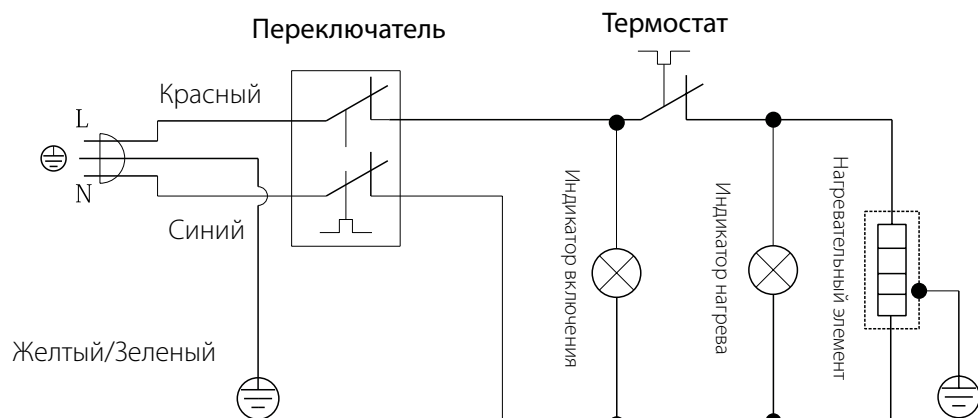 Переключатель
Термостат
Красный
L
N
Синий
Желтый/Зеленый
Индикатор включения
Индикатор нагрева
Нагревательный элемент